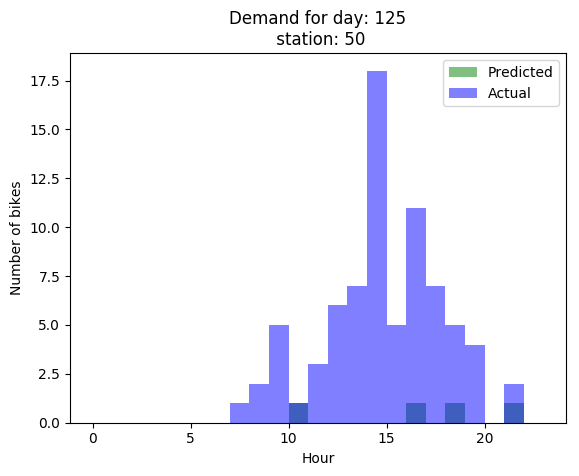 Demand for day: 125
station: 50
Predicted
Actual
Number of bikes
17.5
15.0
12.5
10.0
7.5
5.0
2.5
0.0
0 5 10 15 20
Hour